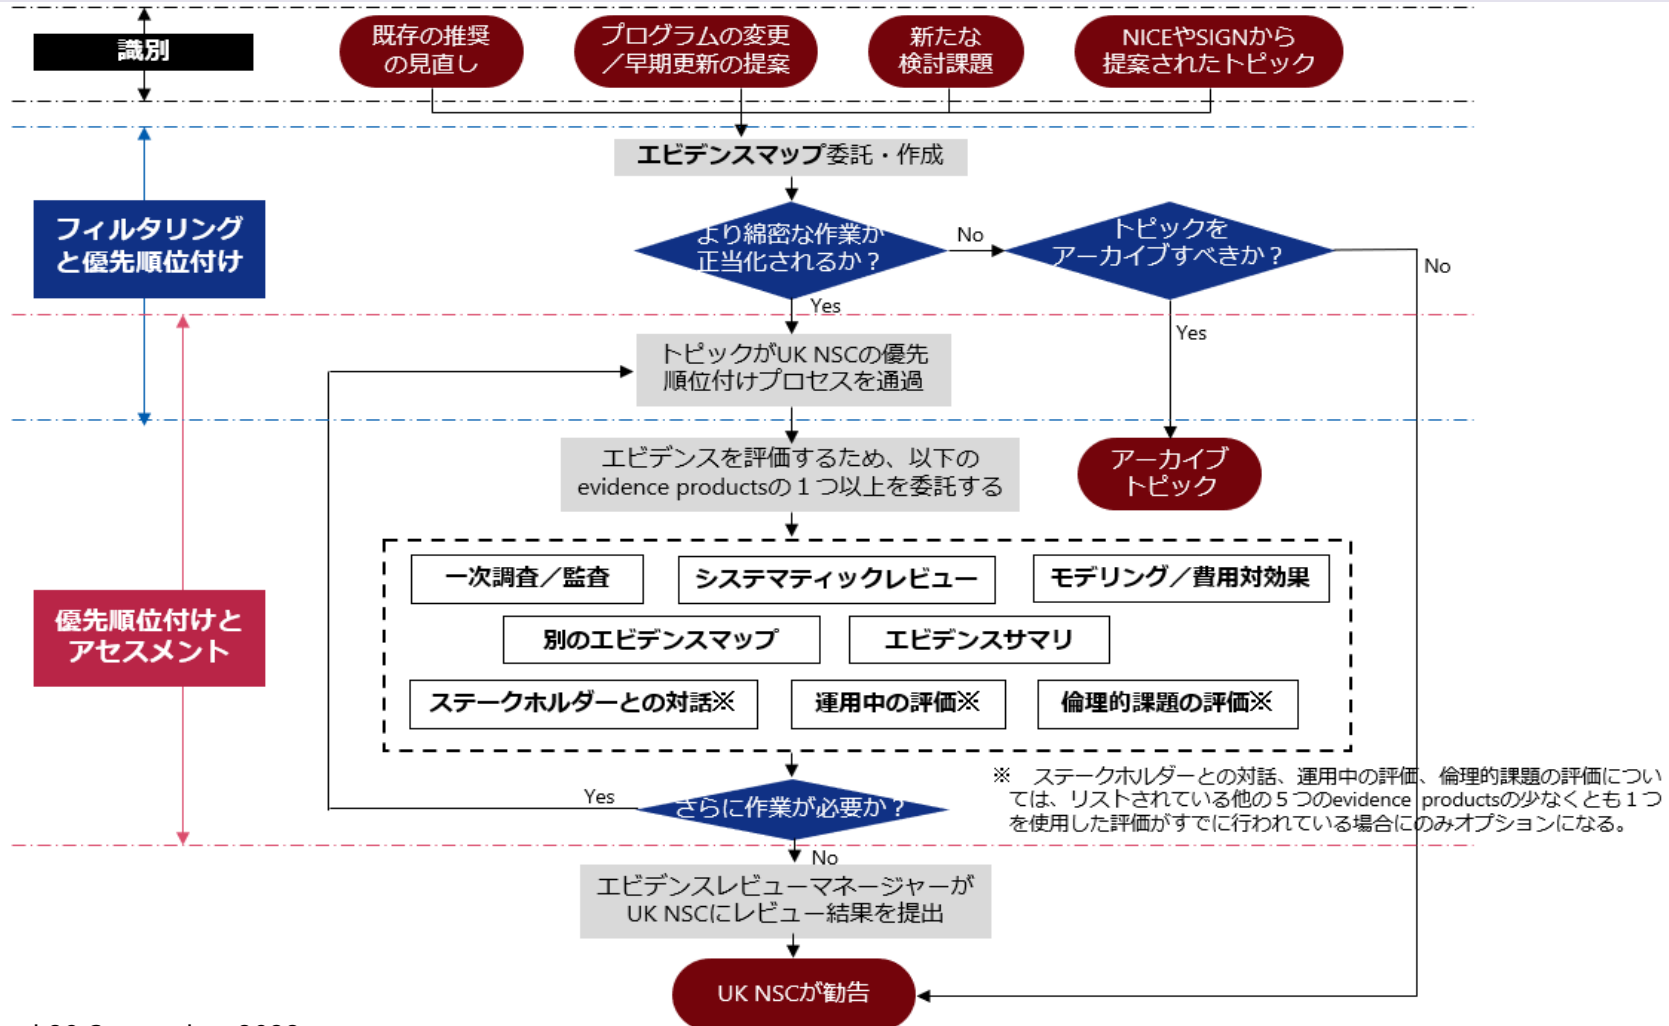 識別
既存の推奨
の見直し
プログラムの変更
／早期更新の提案
新たな
検討課題
NICEやSIGNから
提案されたトピック
エビデンスマップ委託・作成
フィルタリング
と優先順位付け
より綿密な作業が
正当化されるか？
No
トピックを
アーカイブすべきか？
No
Yes
Yes
トピックがUK NSCの優先
順位付けプロセスを通過
エビデンスを評価するため、以下の
evidence productsの１つ以上を委託する
アーカイブ
トピック
優先順位付けと
アセスメント
一次調査／監査
システマティックレビュー
モデリング／費用対効果
別のエビデンスマップ
エビデンスサマリ
ステークホルダーとの対話※
運用中の評価※
倫理的課題の評価※
※　ステークホルダーとの対話、運用中の評価、倫理的課題の評価につい
ては、リストされている他の５つのevidence productsの少なくとも１つ
を使用した評価がすでに行われている場合にのみオプションになる。
Yes
さらに作業が必要か？
No
エビデンスレビューマネージャーが
UK NSCにレビュー結果を提出
UK NSCが勧告